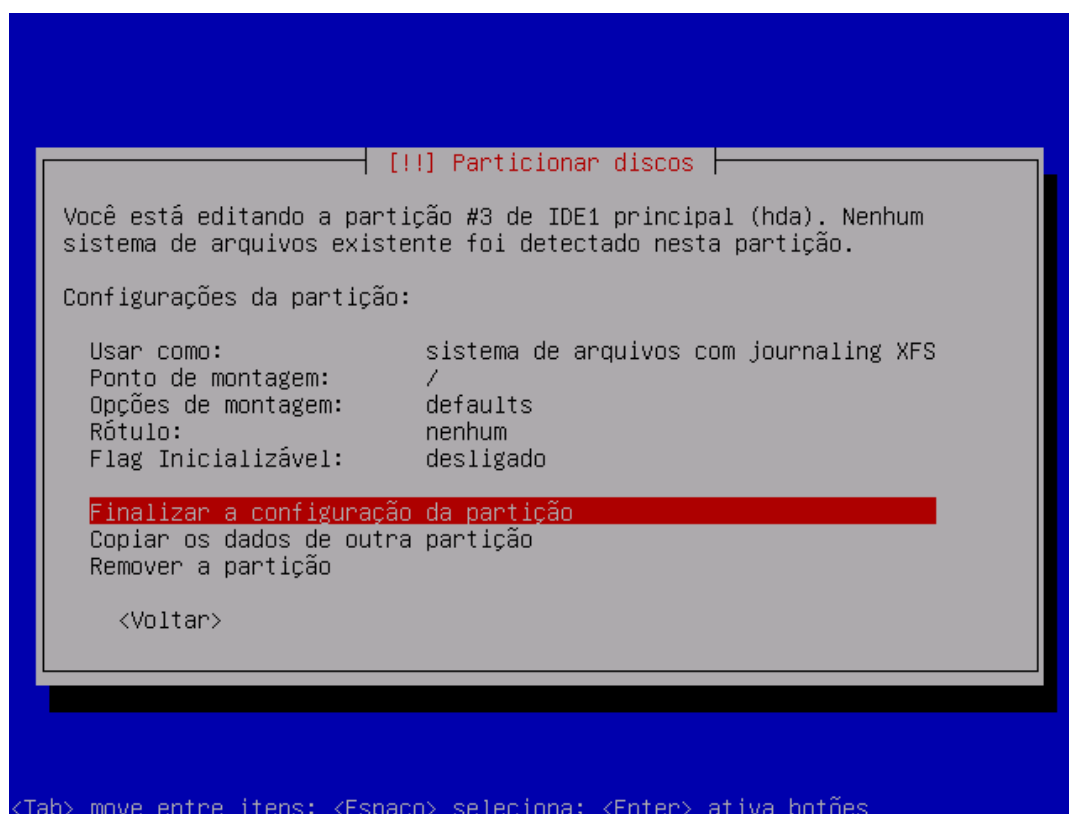 [!!] Particionar discos
Você está editando a partição #3 de IDE1 principal (hda). Nenhum
sistema de arquivos existente foi detectado nesta partição.
Configurações da partição:
Usar como: sistema de arquivos com journaling XFS
Ponto de montagem: /
Opções de montagem: defaults
Rótulo: nenhum
Flag Inicializável: desligado
Finalizar a configuração da partição
Copiar os dados de outra partição
Remover a partição
<Voltar>
<Tab> move entre itens; <Espaço> seleciona; <Enter> ativa botões